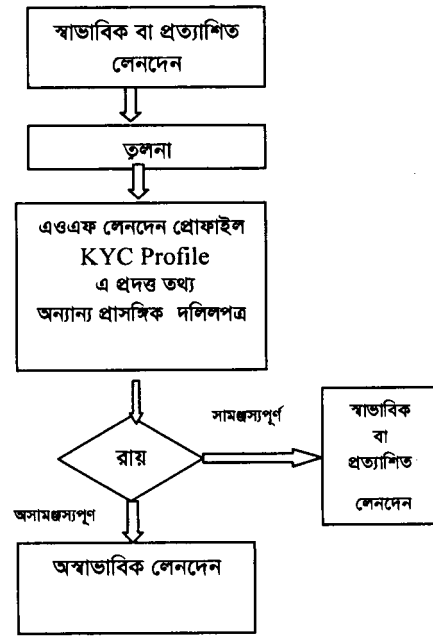 স্বাভাবিক বা প্রত্যাশিত
লেনদেন
তুলনা
এওএফ লেনদেন প্রোফাইল
KYC Profile
এ প্রদত্ত তথ্য
অন্যান্য প্রাসঙ্গিক দলিলপত্র
সামঞ্জস্যপূর্ণ
স্বাভাবিক
বা
প্রত্যাশিত
লেনদেন
রায়
অসামঞ্জস্যপূণ
অস্বাভাবিক লেনদেন